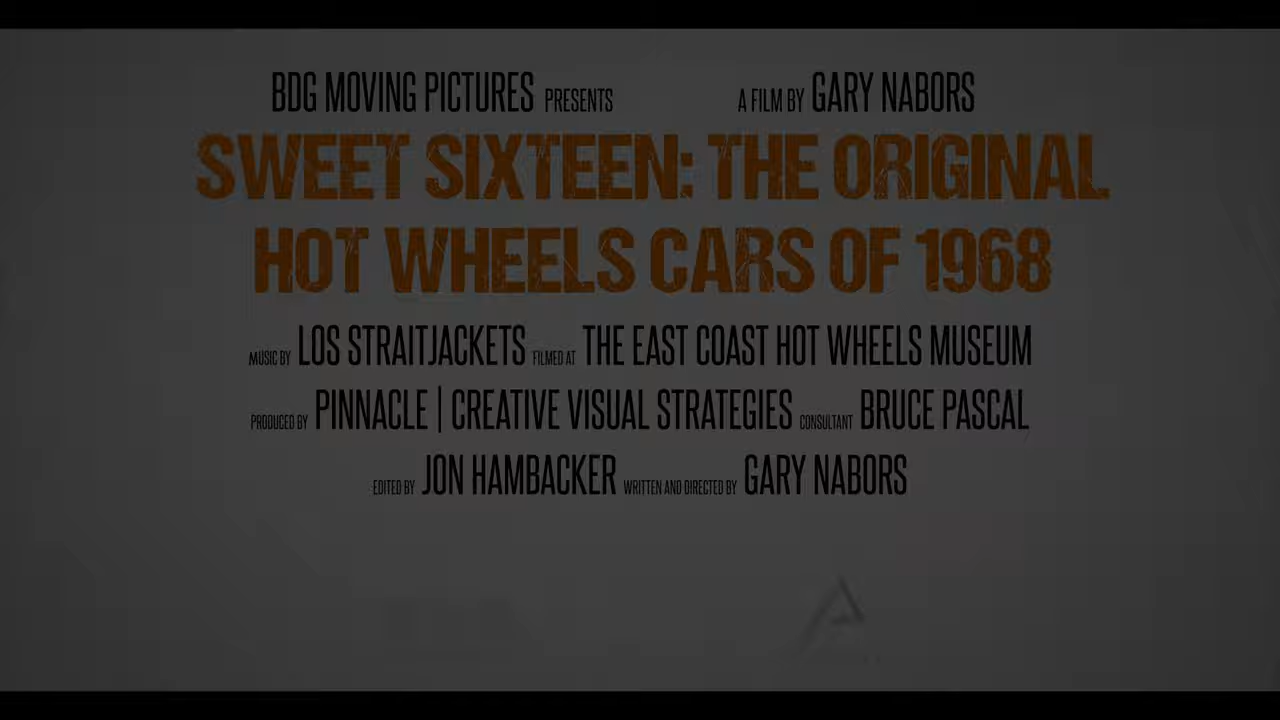 BDG MOVING PICTURES PRESENTS A FILM BY GARY NABORS
SWEET SIXTEEN: THE ORIGINAL
HOT WHEELS CARS OF 1968
MUSIC BY LOS STRAITJACKETS FILMED AT THE EAST COAST HOT WHEELS MUSEUM
PRODUCED BY PINNACLE | CREATIVE VISUAL STRATEGIES CONSULTANT BRUCE PASCAL
EDITED BY JON HAMBACKER WRITTEN AND DIRECTED BY GARY NABORS